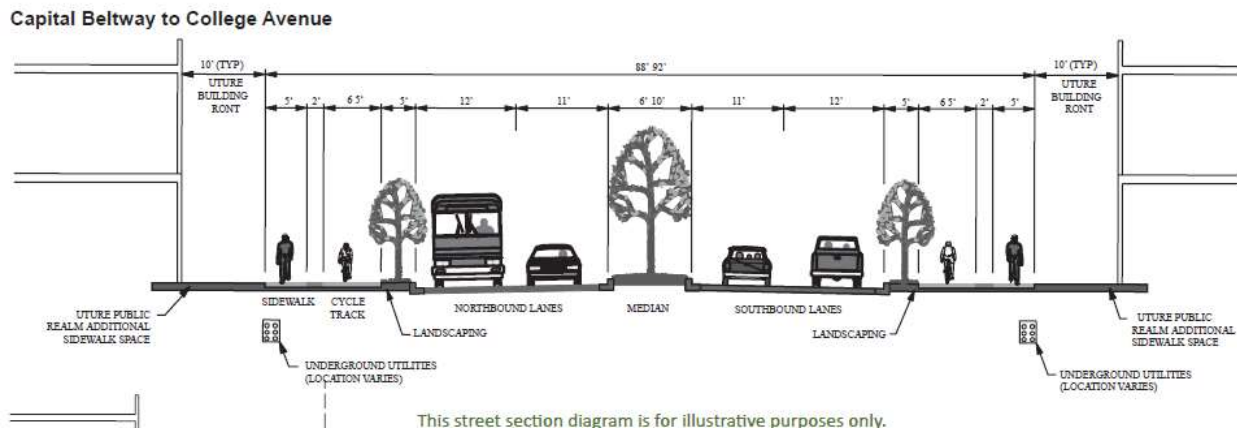 Capital Beltway to College Avenue
10' (TYP)
88' 92'
10' (TYP)
UTURE
BUILDING
RONT
UTURE
BUILDING
RONT
5' 2' 6 5' 5' 12' 11' 6' 10' 11' 12' 5' 6 5' 2' 5'
SIDEWALK
CYCLE
TRACK
NORTHBOUND LANES
MEDIAN
SOUTHBOUND LANES
LANDSCAPING
LANDSCAPING
UTURE PUBLIC
REALM ADDITIONAL
SIDEWALK SPACE
UTURE PUBLIC
REALM ADDITIONAL
SIDEWALK SPACE
UNDERGROUND UTILITIES
(LOCATION VARIES)
UNDERGROUND UTILITIES
(LOCATION VARIES)
This street section diagram is for illustrative purposes only.